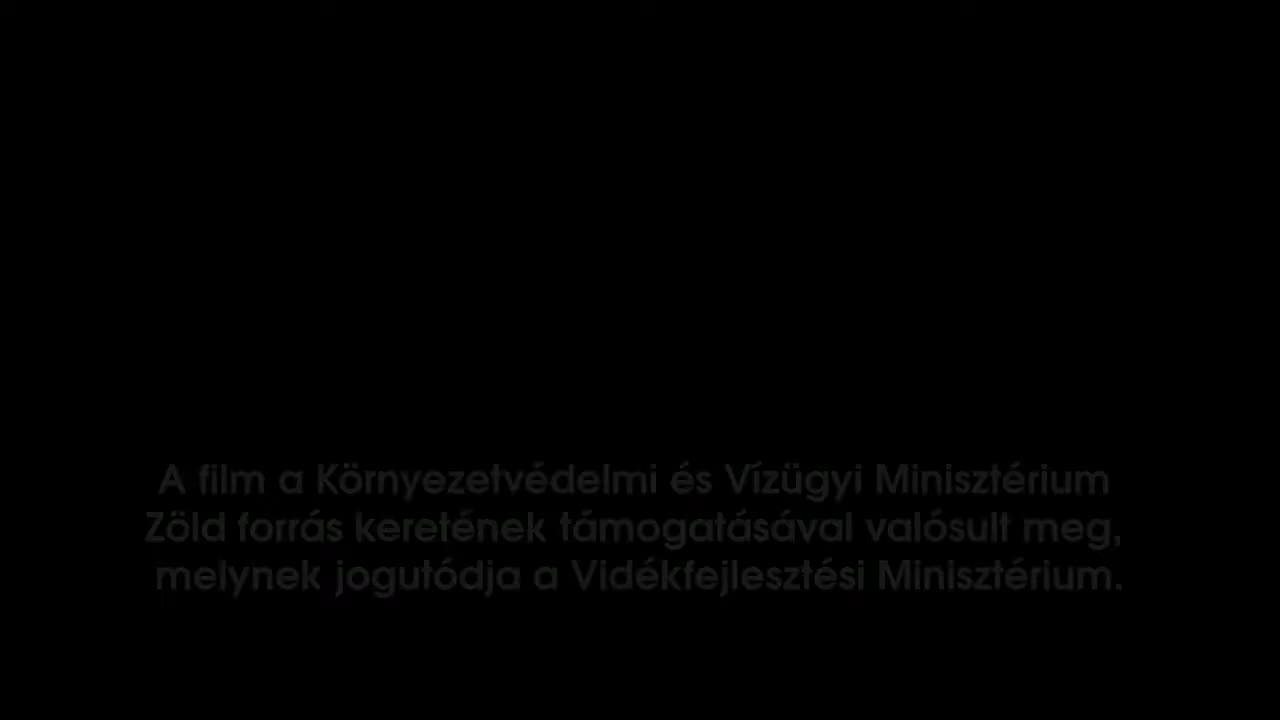 A film a Környezetvédelmi és Vízügyi Minisztérium
Zöld forrás keretének támogatásával valósult meg,
melynek jogutódja a Vidékfejlesztési Minisztérium.